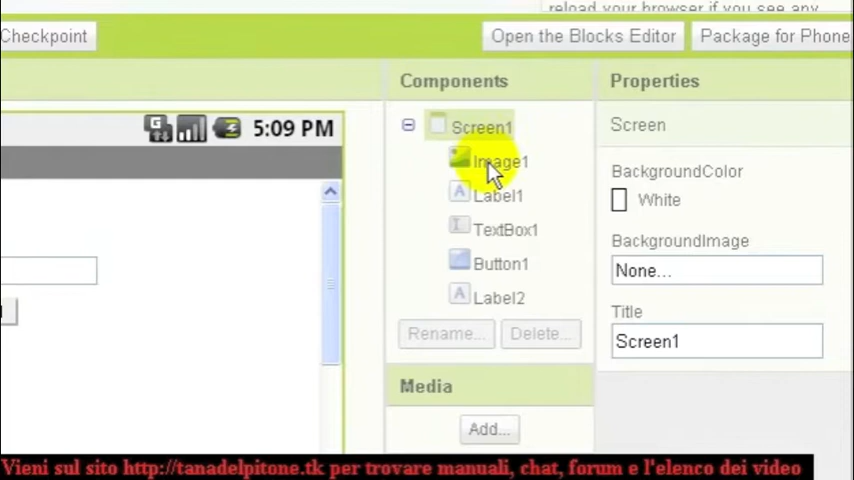 reload your browser if you see any
Checkpoint
Open the Blocks Editor
Package for Phone
Components
Properties
5:09 PM
Screen1
Screen
Image1
BackgroundColor
Label1
White
TextBox1
BackgroundImage
Button1
None...
Label2
Title
Rename...
Delete...
Screen1
Media
Add...
Vieni sul sito http://tanadelpitone.tk per trovare manuali, chat, forum e l'elenco dei video